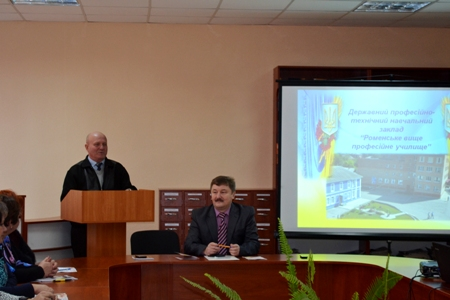 Державний професійно-
технічний навчальний
заклад
"Роменське вище
професійне училище"